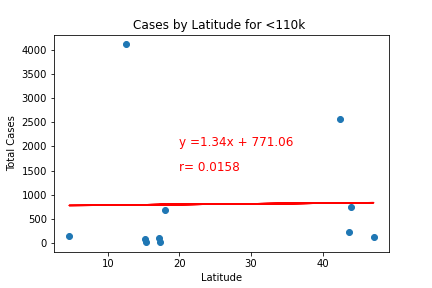 Cases by Latitude for <110k
4000
3500
3000
2500
2000
1500
1000
500
0
Total Cases
y =1.34x + 771.06
r= 0.0158
10 20 30 40
Latitude